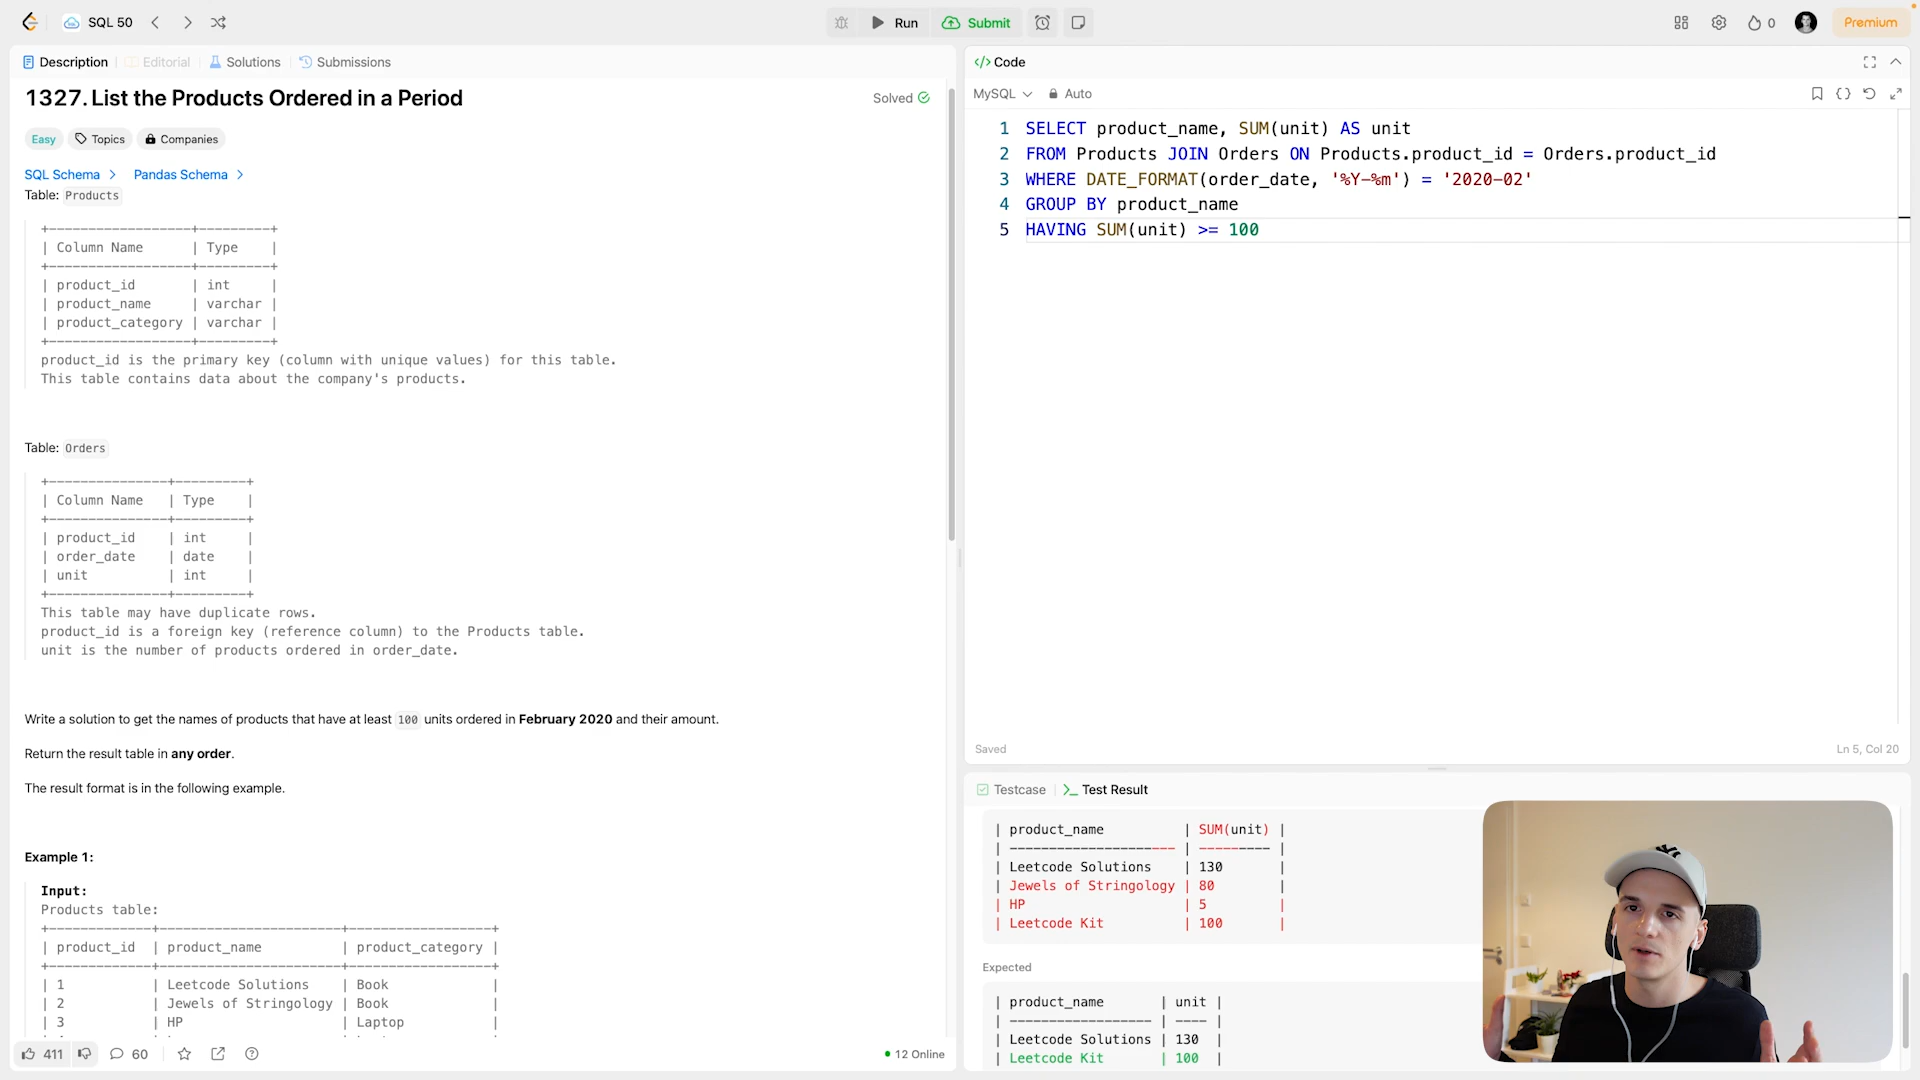 SQL 50
Run
Submit
0
Premium
Description
Editorial
Solutions
Submissions
1327. List the Products Ordered in a Period
Solved
Easy
Topics
Companies
SQL Schema
Pandas Schema
Table: Products
+------------------+---------+
| Column Name      | Type    |
+------------------+---------+
| product_id       | int     |
| product_name     | varchar |
| product_category | varchar |
+------------------+---------+
product_id is the primary key (column with unique values) for this table.
This table contains data about the company's products.
Table: Orders
+---------------+---------+
| Column Name   | Type    |
+---------------+---------+
| product_id    | int     |
| order_date    | date    |
| unit          | int     |
+---------------+---------+
This table may have duplicate rows.
product_id is a foreign key (reference column) to the Products table.
unit is the number of products ordered in order_date.
Write a solution to get the names of products that have at least 100 units ordered in February 2020 and their amount.
Return the result table in any order.
The result format is in the following example.
Example 1:
Input:
Products table:
+-------------+-----------------------+------------------+
| product_id  | product_name          | product_category |
+-------------+-----------------------+------------------+
| 1           | Leetcode Solutions    | Book             |
| 2           | Jewels of Stringology | Book             |
| 3           | HP                    | Laptop           |
411
60
12 Online
</> Code
MySQL
Auto
1 SELECT product_name, SUM(unit) AS unit
2 FROM Products JOIN Orders ON Products.product_id = Orders.product_id
3 WHERE DATE_FORMAT(order_date, '%Y-%m') = '2020-02'
4 GROUP BY product_name
5 HAVING SUM(unit) >= 100
Saved
Ln 5, Col 20
Testcase
>_ Test Result
| product_name          | SUM(unit) |
| --------------------- | --------- |
| Leetcode Solutions    | 130       |
| Jewels of Stringology | 80        |
| HP                    | 5         |
| Leetcode Kit          | 100       |
Expected
| product_name       | unit |
| ------------------ | ---- |
| Leetcode Solutions | 130  |
| Leetcode Kit       | 100  |